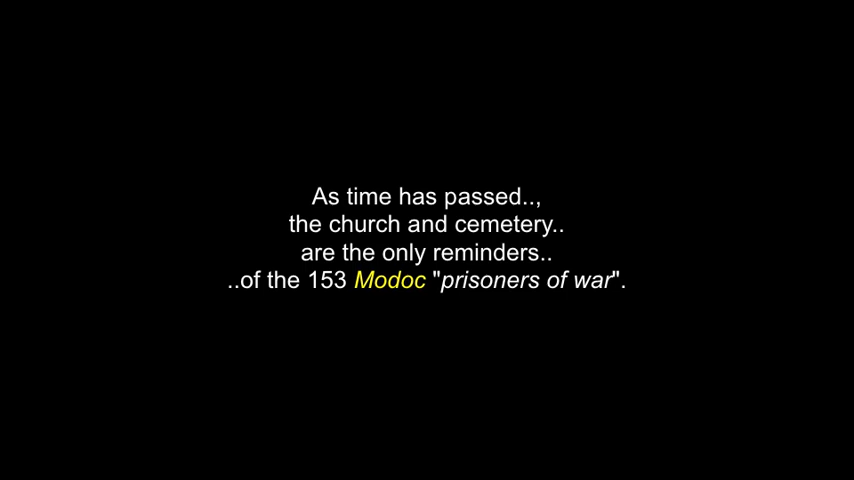 As time has passed..,
the church and cemetery..
are the only reminders..
..of the 153 Modoc "prisoners of war".